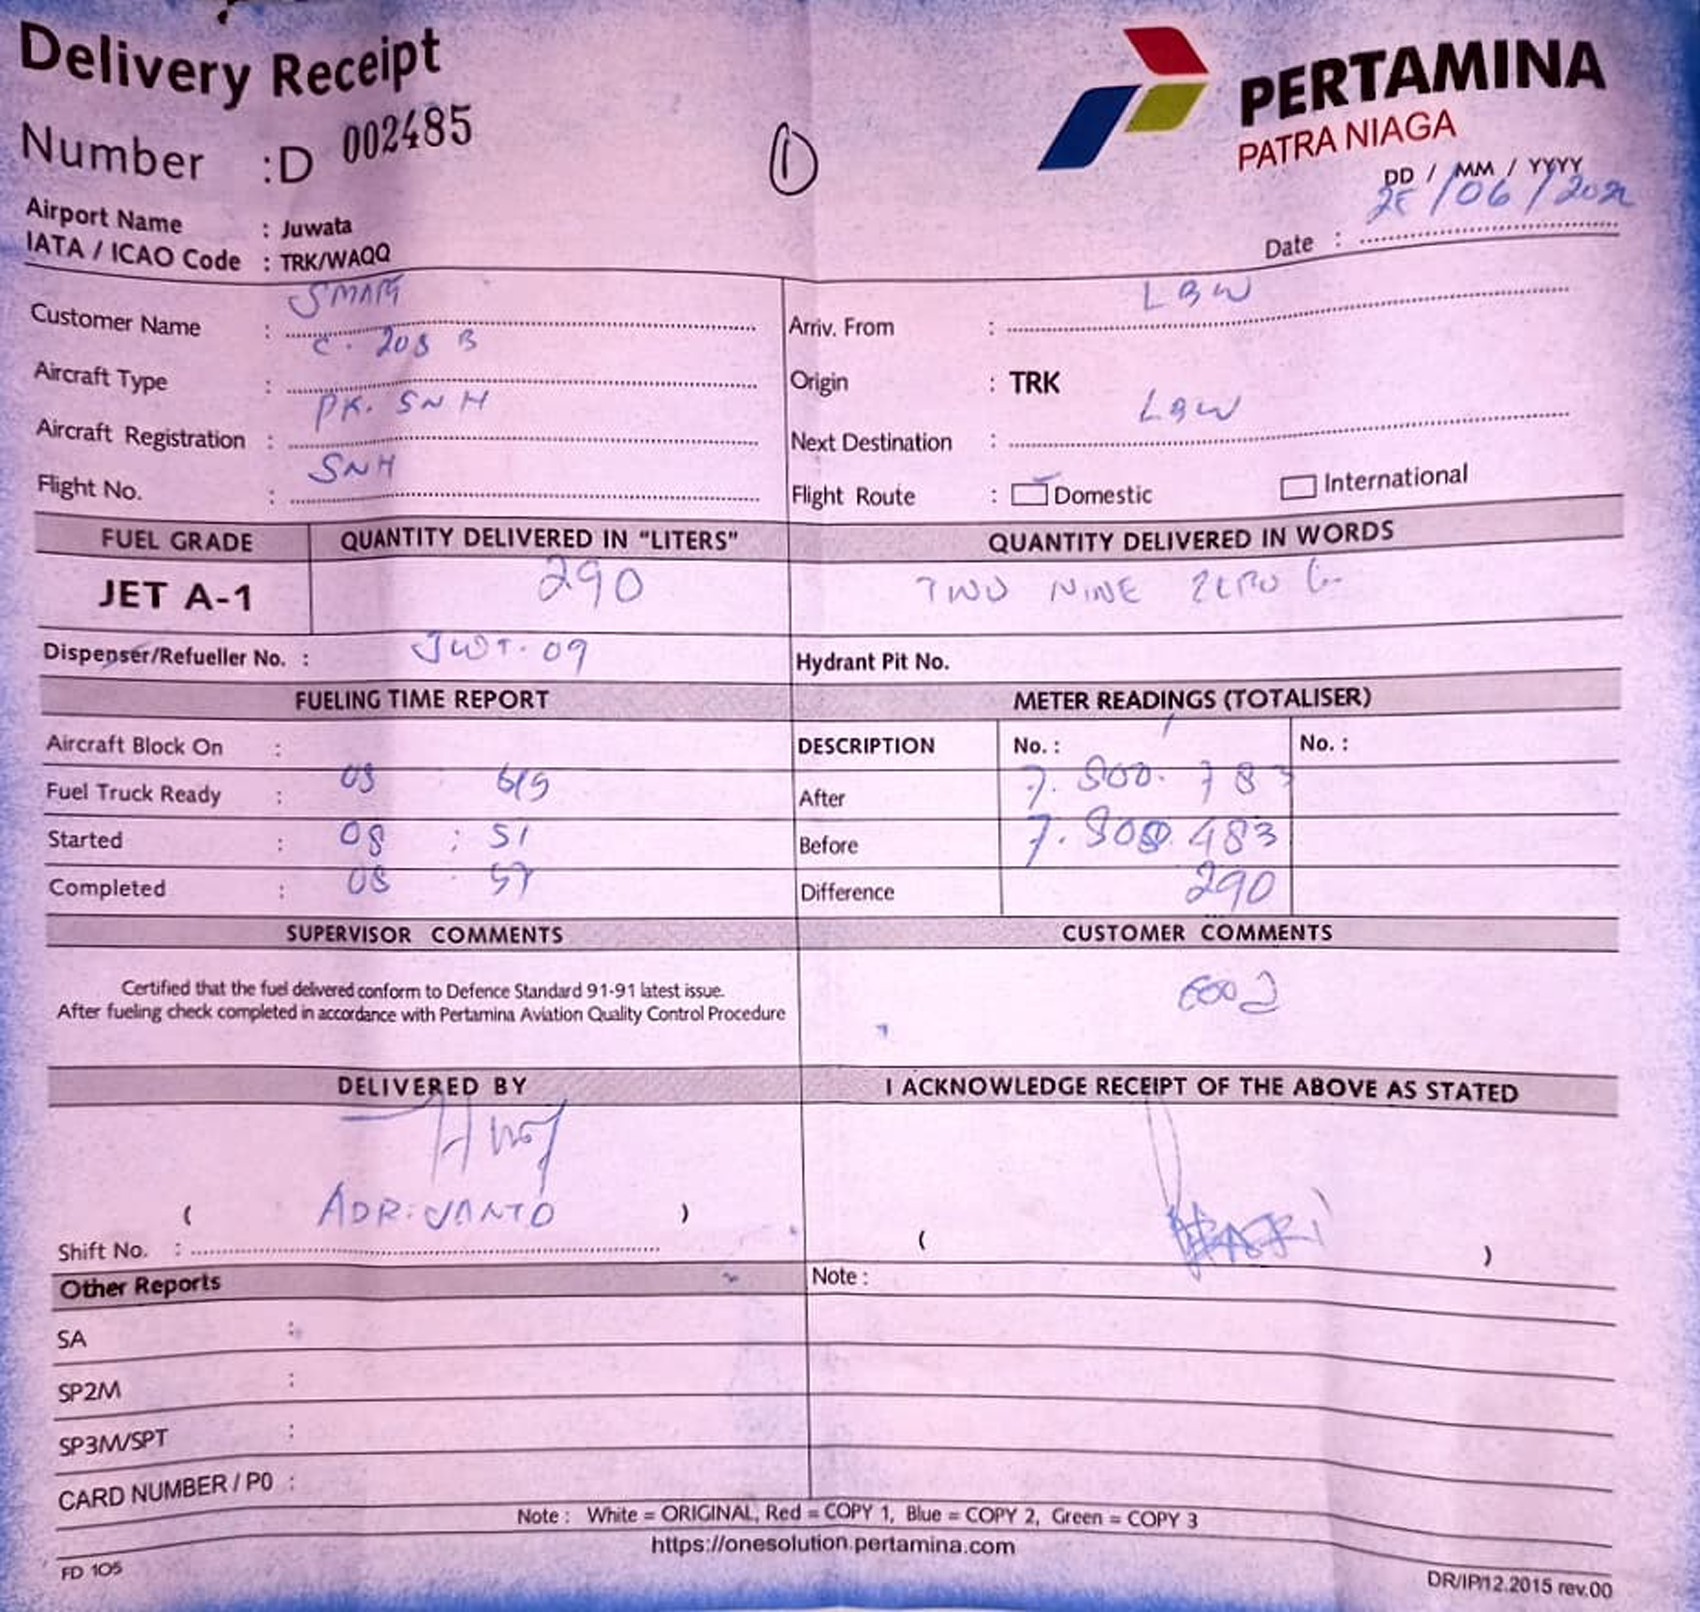 Delivery Receipt
Number : D 002485
1
PERTAMINA
PATRA NIAGA
DD / MM / YYYY
Airport Name : Juwata
IATA / ICAO Code : TRK/WAQQ
Date : /06/202
Customer Name : SMART
Arriv. From : LBW
Aircraft Type : C. 208 B
Origin : TRK
Aircraft Registration : PK. SNH
Next Destination : LBW
Flight No. : SNH
Flight Route : Domestic International
FUEL GRADE QUANTITY DELIVERED IN "LITERS" QUANTITY DELIVERED IN WORDS
JET A-1 290 TWO NINE ZERO
Dispenser/Refueller No. : JWT-09 Hydrant Pit No.
FUELING TIME REPORT METER READINGS (TOTALISER)
Aircraft Block On : DESCRIPTION No. : No. :
Fuel Truck Ready : 08 After 7. 800. 78
Started : 08 : 51 Before 7. 483
Completed : 08 57 Difference 290
SUPERVISOR COMMENTS CUSTOMER COMMENTS
Certified that the fuel delivered conform to Defence Standard 91-91 latest issue.
After fueling check completed in accordance with Pertamina Aviation Quality Control Procedure
DELIVERED BY I ACKNOWLEDGE RECEIPT OF THE ABOVE AS STATED
( ADRIJANTO )
( )
Shift No. :
Other Reports Note :
SA :
SP2M :
SP3M/SPT :
CARD NUMBER / P0 :
Note : White = ORIGINAL, Red = COPY 1, Blue = COPY 2, Green = COPY 3
https://onesolution.pertamina.com
FD 105 DR/IP/12.2015 rev.00